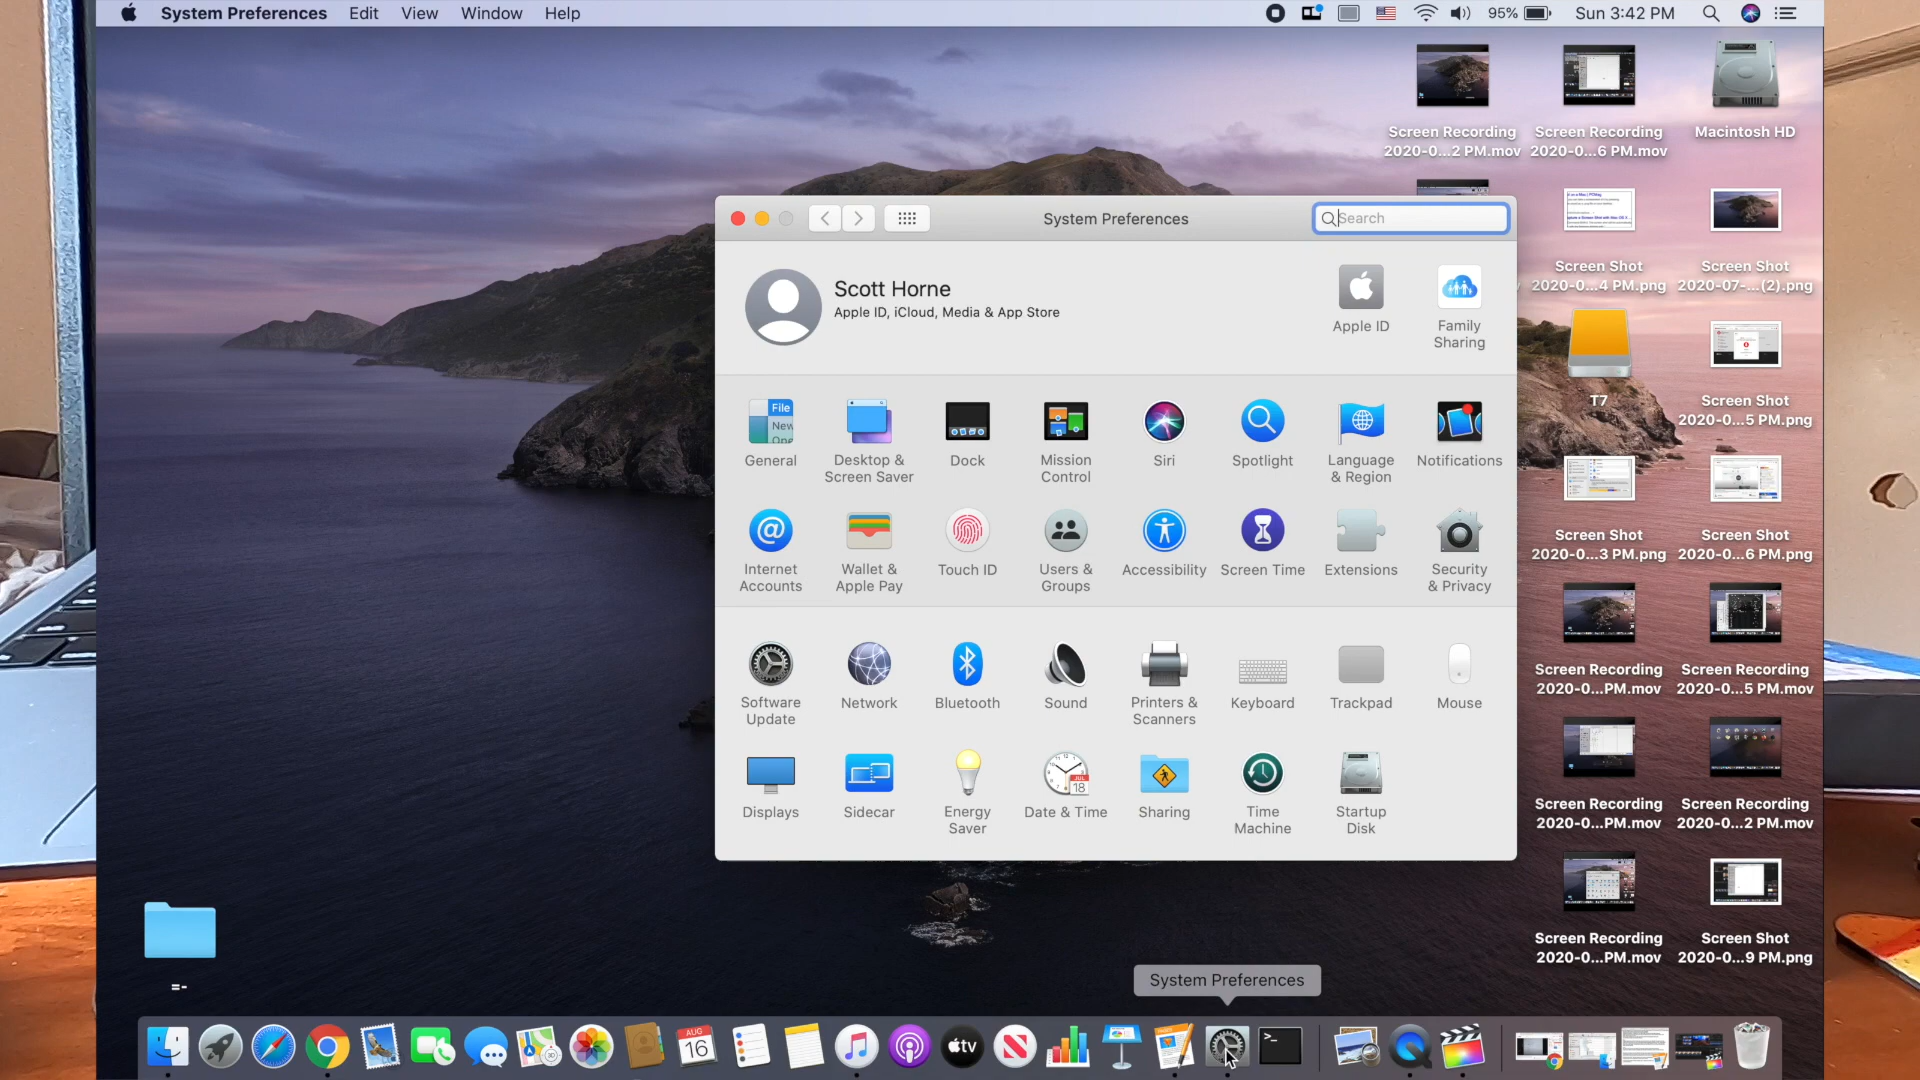 System Preferences Edit View Window Help
95% Sun 3:42 PM
Screen Recording
2020-0...2 PM.mov
Screen Recording
2020-0...6 PM.mov
Macintosh HD
System Preferences
Search
Screen Shot
2020-0...4 PM.png
Screen Shot
2020-07-...(2).png
Scott Horne
Apple ID, iCloud, Media & App Store
Apple ID
Family
Sharing
T7
Screen Shot
2020-0...5 PM.png
File
New
Ope
General
Desktop &
Screen Saver
Dock
Mission
Control
Siri
Spotlight
Language
& Region
Notifications
Screen Shot
2020-0...3 PM.png
Screen Shot
2020-0...6 PM.png
Internet
Accounts
Wallet &
Apple Pay
Touch ID
Users &
Groups
Accessibility
Screen Time
Extensions
Security
& Privacy
Screen Recording
2020-0...PM.mov
Screen Recording
2020-0...5 PM.mov
Software
Update
Network
Bluetooth
Sound
Printers &
Scanners
Keyboard
Trackpad
Mouse
Screen Recording
2020-0...PM.mov
Screen Recording
2020-0...2 PM.mov
JUL
18
Displays
Sidecar
Energy
Saver
Date & Time
Sharing
Time
Machine
Startup
Disk
Screen Recording
2020-0...PM.mov
Screen Shot
2020-0...9 PM.png
=-
System Preferences
AUG
16
tv